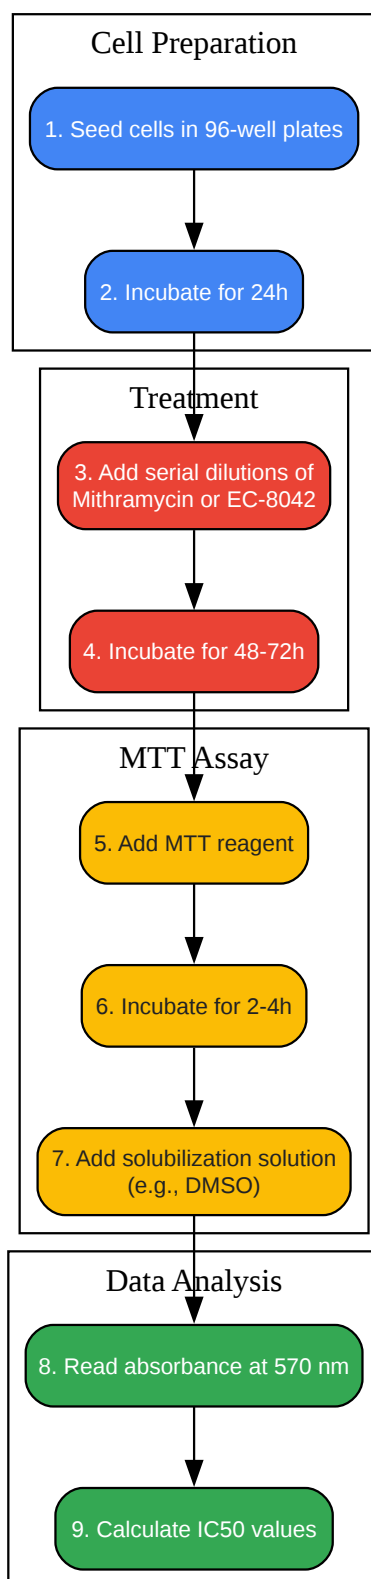 Cell Preparation
1. Seed cells in 96-well plates
2. Incubate for 24h
Treatment
3. Add serial dilutions of
Mithramycin or EC-8042
4. Incubate for 48-72h
MTT Assay
5. Add MTT reagent
6. Incubate for 2-4h
7. Add solubilization solution
(e.g., DMSO)
Data Analysis
8. Read absorbance at 570 nm
9. Calculate IC50 values